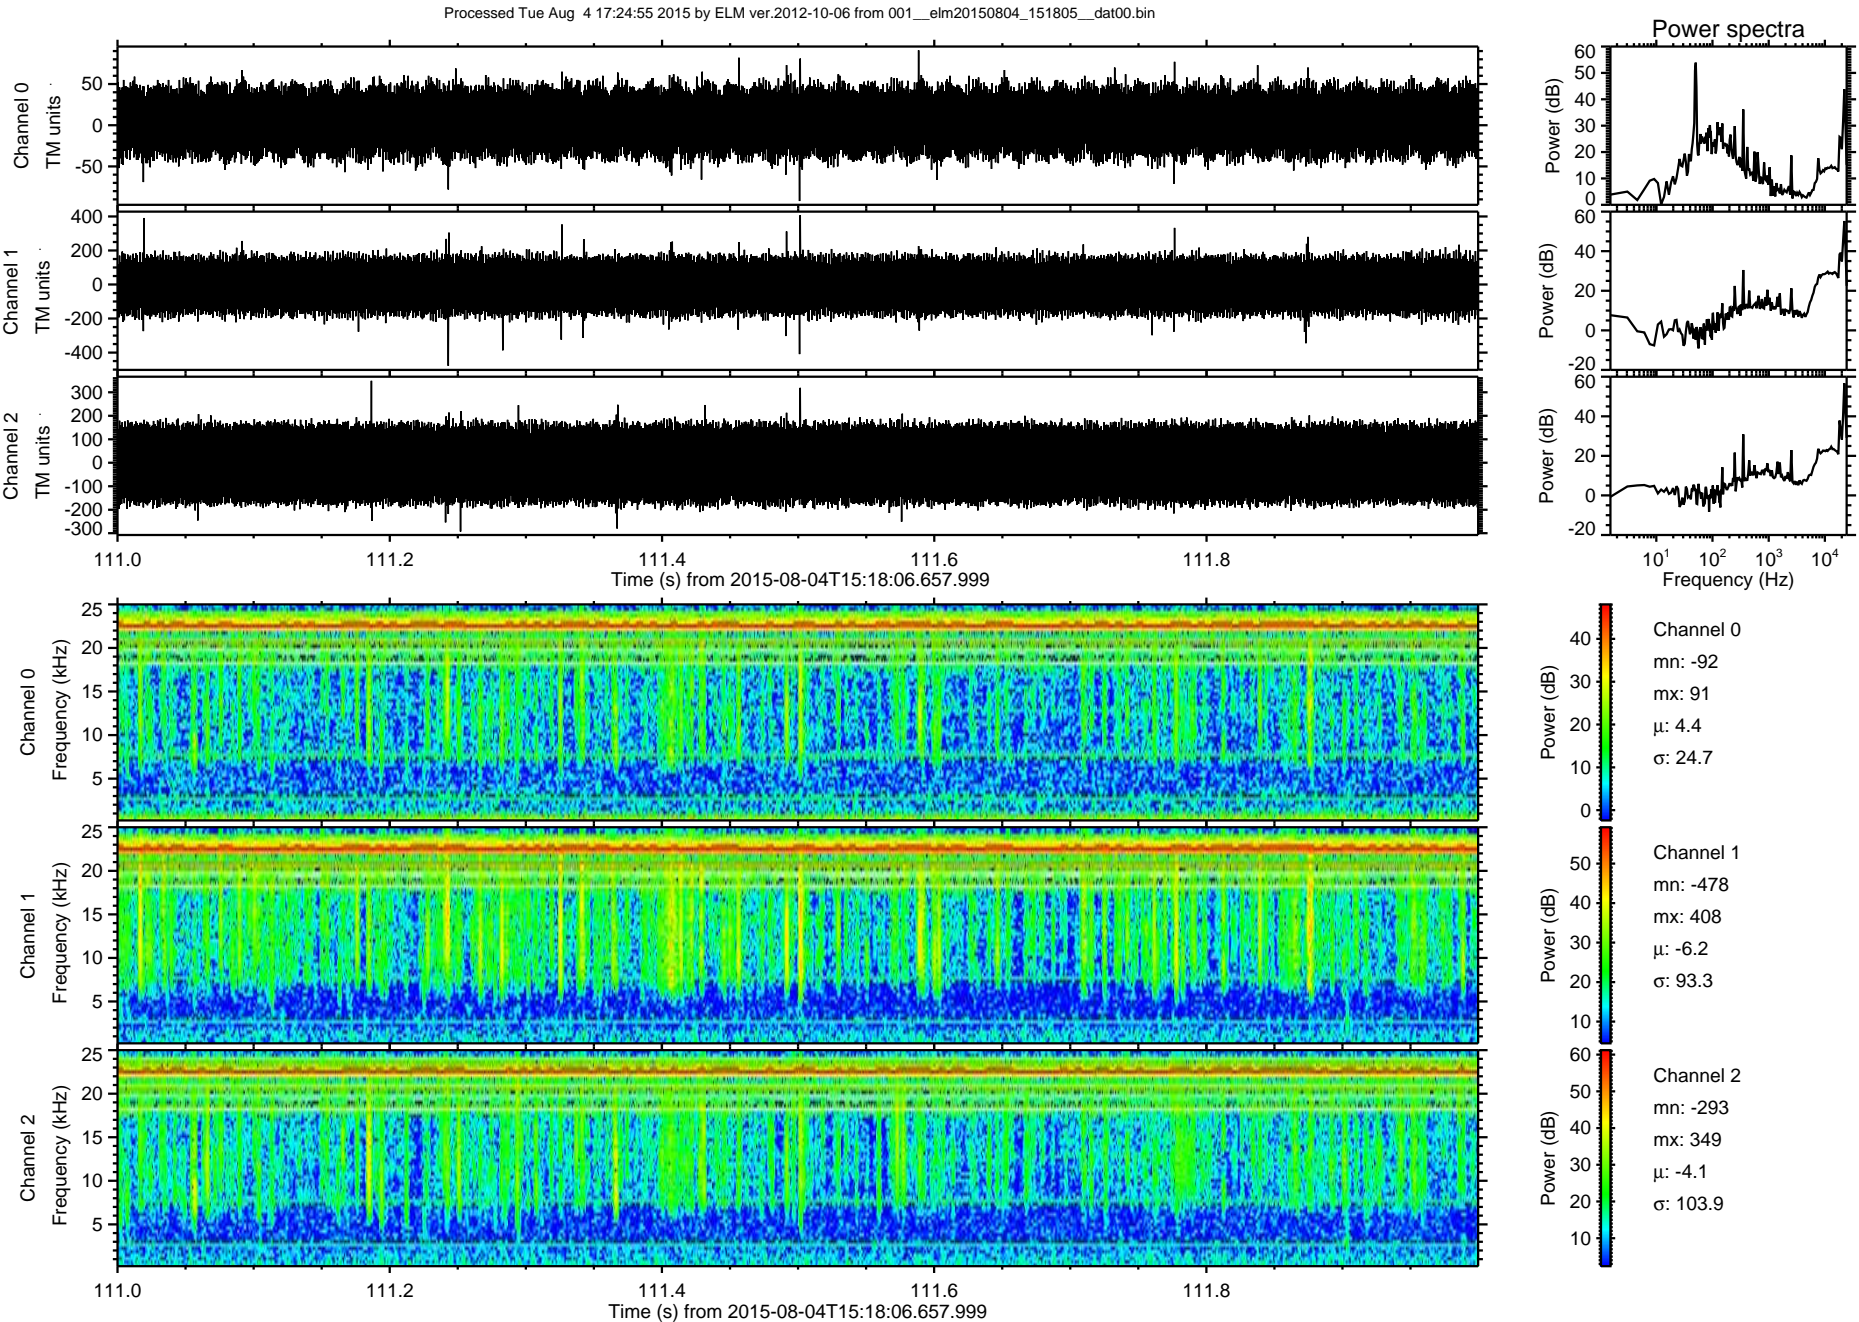 Processed Tue Aug  4 17:24:55 2015 by ELM ver.2012-10-06 from 001__elm20150804_151805__dat00.bin
Power spectra
Channel 0
TM units
50
0
-50
Power (dB)
60
50
40
30
20
10
0
Channel 1
TM units
400
200
0
-200
-400
Power (dB)
60
40
20
0
-20
Channel 2
TM units
300
200
100
0
-100
-200
-300
Power (dB)
60
40
20
0
-20
111.0 111.2 111.4 111.6 111.8
Time (s) from 2015-08-04T15:18:06.657.999
10¹ 10² 10³ 10⁴
Frequency (Hz)
Channel 0
Frequency (kHz)
25
20
15
10
5
Power (dB)
40
30
20
10
0
Channel 0
mn: -92
mx: 91
μ: 4.4
σ: 24.7
Channel 1
Frequency (kHz)
25
20
15
10
5
Power (dB)
50
40
30
20
10
Channel 1
mn: -478
mx: 408
μ: -6.2
σ: 93.3
Channel 2
Frequency (kHz)
25
20
15
10
5
Power (dB)
60
50
40
30
20
10
Channel 2
mn: -293
mx: 349
μ: -4.1
σ: 103.9
111.0 111.2 111.4 111.6 111.8
Time (s) from 2015-08-04T15:18:06.657.999